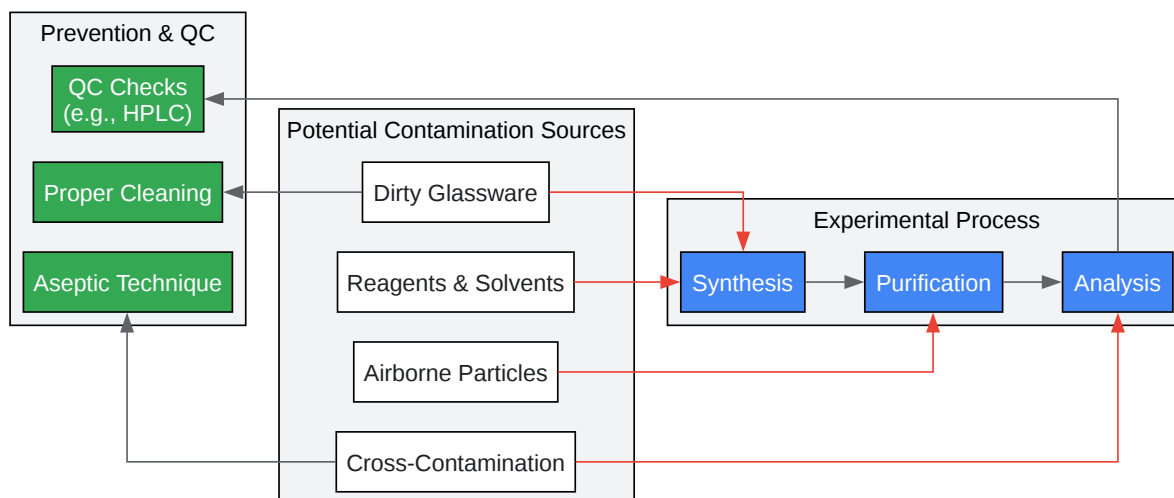 Prevention & QC
QC Checks
(e.g., HPLC)
Proper Cleaning
Aseptic Technique
Potential Contamination Sources
Dirty Glassware
Reagents & Solvents
Airborne Particles
Cross-Contamination
Experimental Process
Synthesis
Purification
Analysis